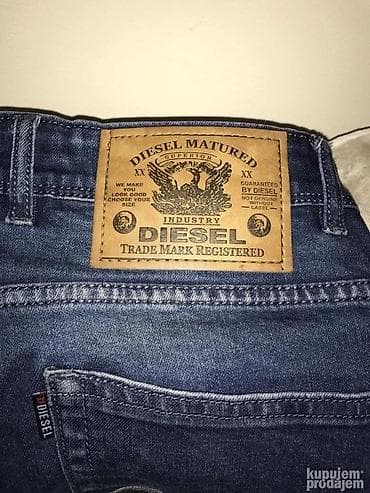 DIESEL MATURED
SUPERIOR
XX XX
WE MAKE
YOU
LOOK GOOD
CHOOSE YOUR
SIZE
GUARANTEED
BY DIESEL
NOT GENUINE
WITHOUT
LABEL
INDUSTRY
DIESEL
TRADE MARK REGISTERED
DIESEL
kupujem
prodajem